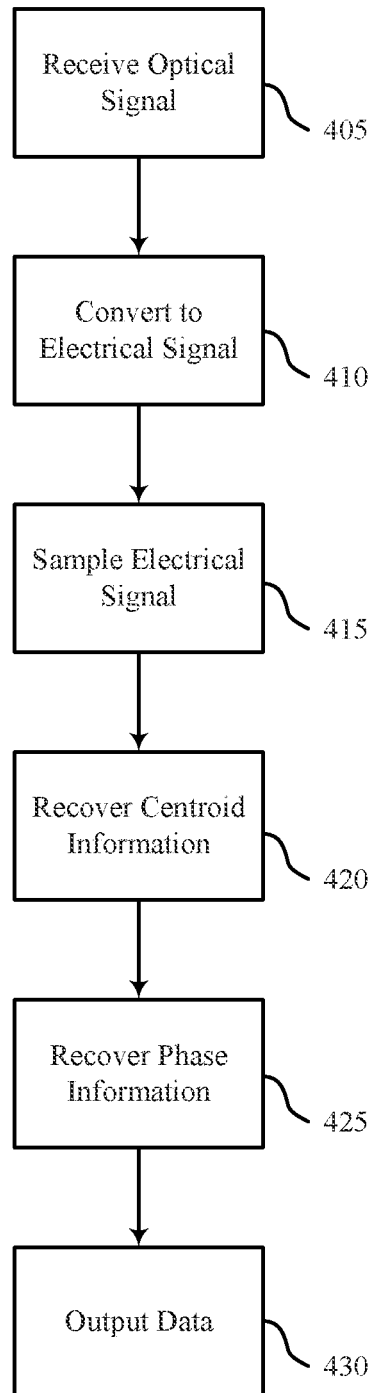 Receive Optical
Signal
405
Convert to
Electrical Signal
410
Sample Electrical
Signal
415
Recover Centroid
Information
420
Recover Phase
Information
425
Output Data
430